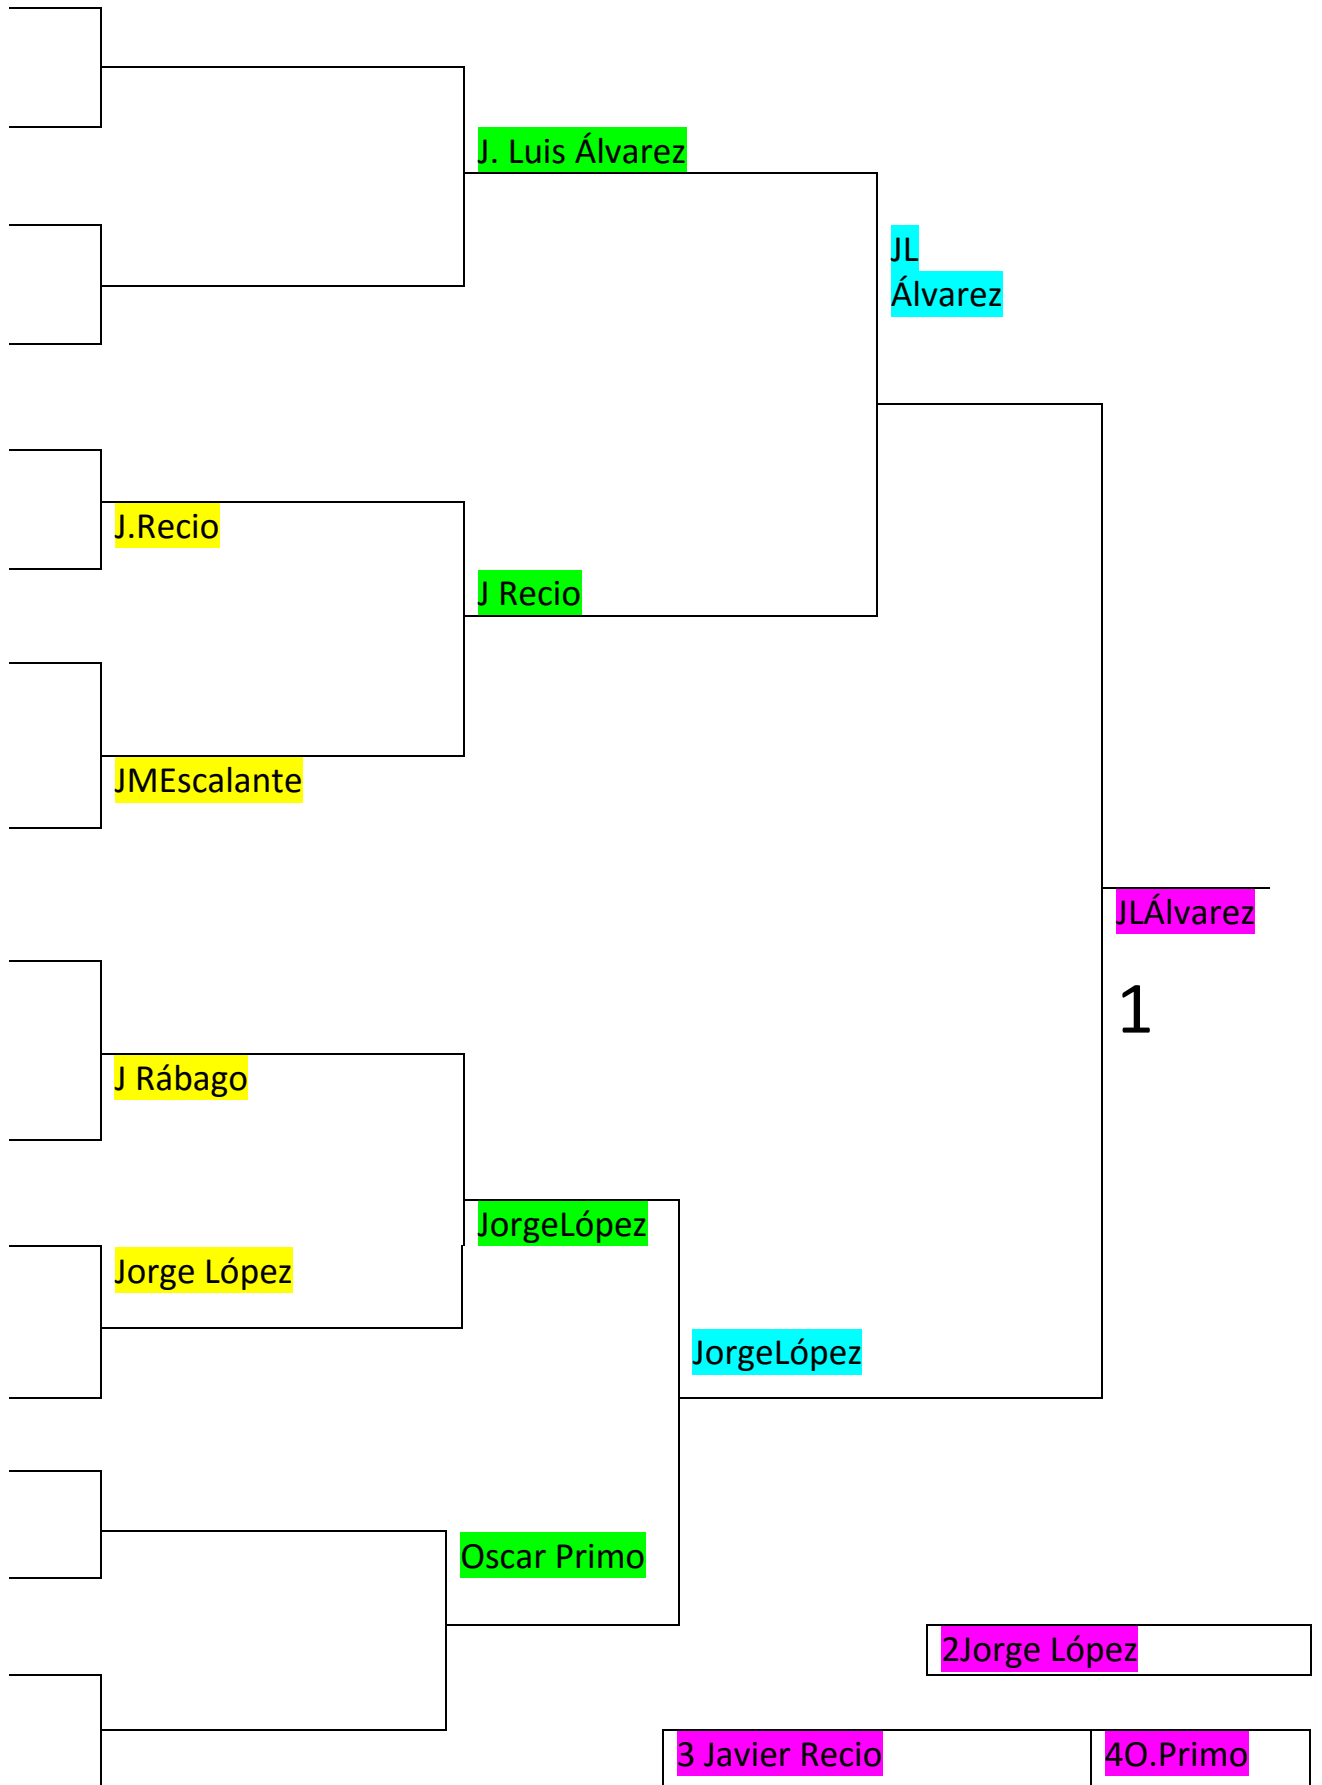 J. Luis Álvarez
JL
Álvarez
J.Recio
J Recio
JMEscalante
JLÁlvarez
1
J Rábago
JorgeLópez
Jorge López
JorgeLópez
Oscar Primo
2Jorge López
3 Javier Recio
4O.Primo